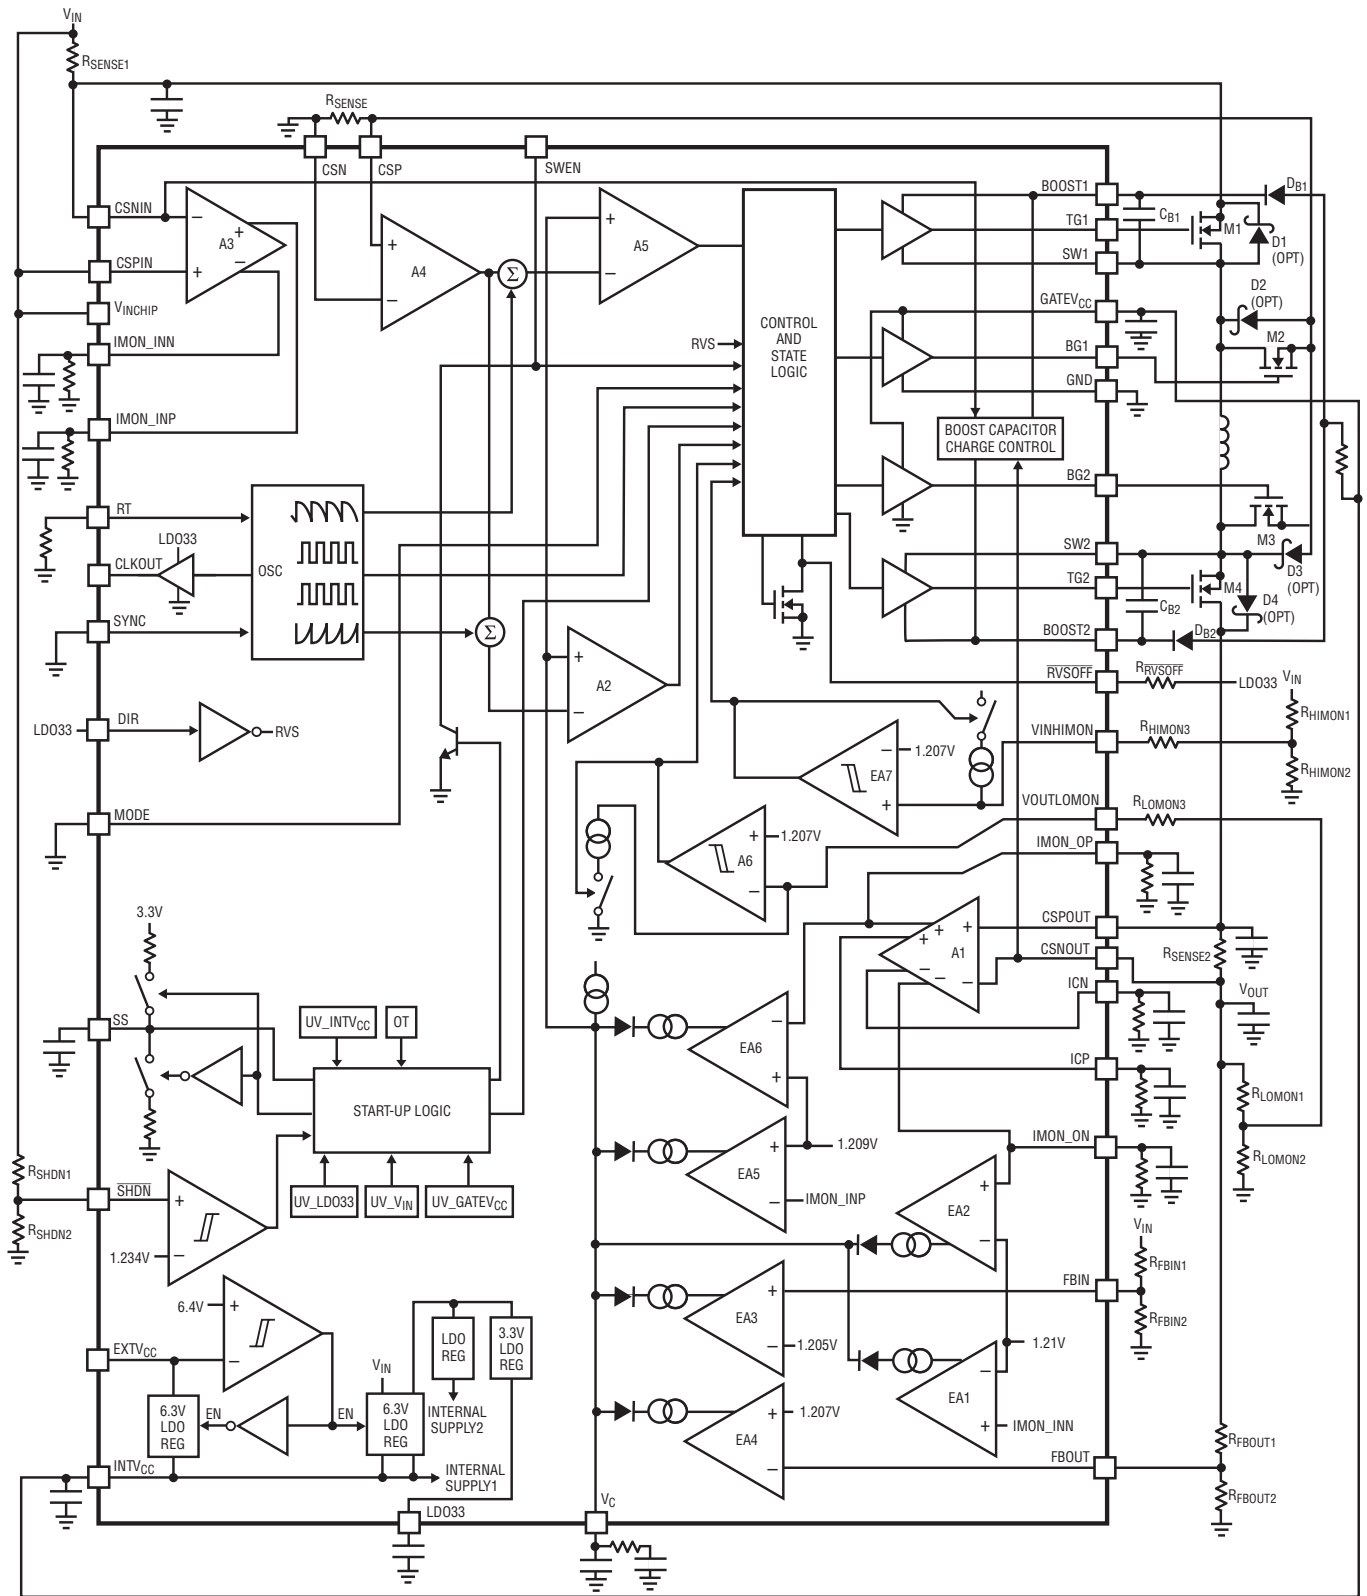 VIN
RSENSE1
RSENSE
CSN
CSP
SWEN
CSNIN
CSPIN
VINCHIP
IMON_INN
IMON_INP
−
+
+
−
A3
+
−
A4
Σ
+
−
A5
RVS
CONTROL
AND
STATE
LOGIC
BOOST1
TG1
SW1
GATEVCC
BG1
GND
BOOST CAPACITOR
CHARGE CONTROL
BG2
SW2
TG2
BOOST2
DB1
CB1
M1
D1
(OPT)
D2
(OPT)
M2
M3
D3
(OPT)
M4
D4
(OPT)
CB2
DB2
RT
LDO33
CLKOUT
OSC
SYNC
Σ
+
−
A2
RVSOFF
RRVSOFF
LDO33
VIN
RHIMON1
RHIMON2
RHIMON3
VINHIMON
LDO33
DIR
RVS
−
1.207V
EA7
+
MODE
VOUTLOMON
RLOMON3
IMON_OP
+
1.207V
A6
−
3.3V
SS
UV_INTVCC
OT
START-UP LOGIC
UV_LDO33
UV_VIN
UV_GATEVCC
+
+
+
A1
−
−
−
CSPOUT
CSNOUT
ICN
ICP
IMON_ON
RSENSE2
VOUT
RLOMON1
RLOMON2
−
EA6
+
+
1.209V
EA5
−
IMON_INP
+
EA2
−
RSHDN1
RSHDN2
SHDN
+
−
1.234V
VIN
RFBIN1
RFBIN2
FBIN
+
EA3
−
1.205V
1.21V
−
EA1
+
IMON_INN
+
1.207V
EA4
−
FBOUT
RFBOUT1
RFBOUT2
6.4V
+
−
EXTVCC
6.3V
LDO
REG
EN
EN
VIN
6.3V
LDO
REG
LDO
REG
3.3V
LDO
REG
INTERNAL
SUPPLY2
INTVCC
INTERNAL
SUPPLY1
LDO33
VC